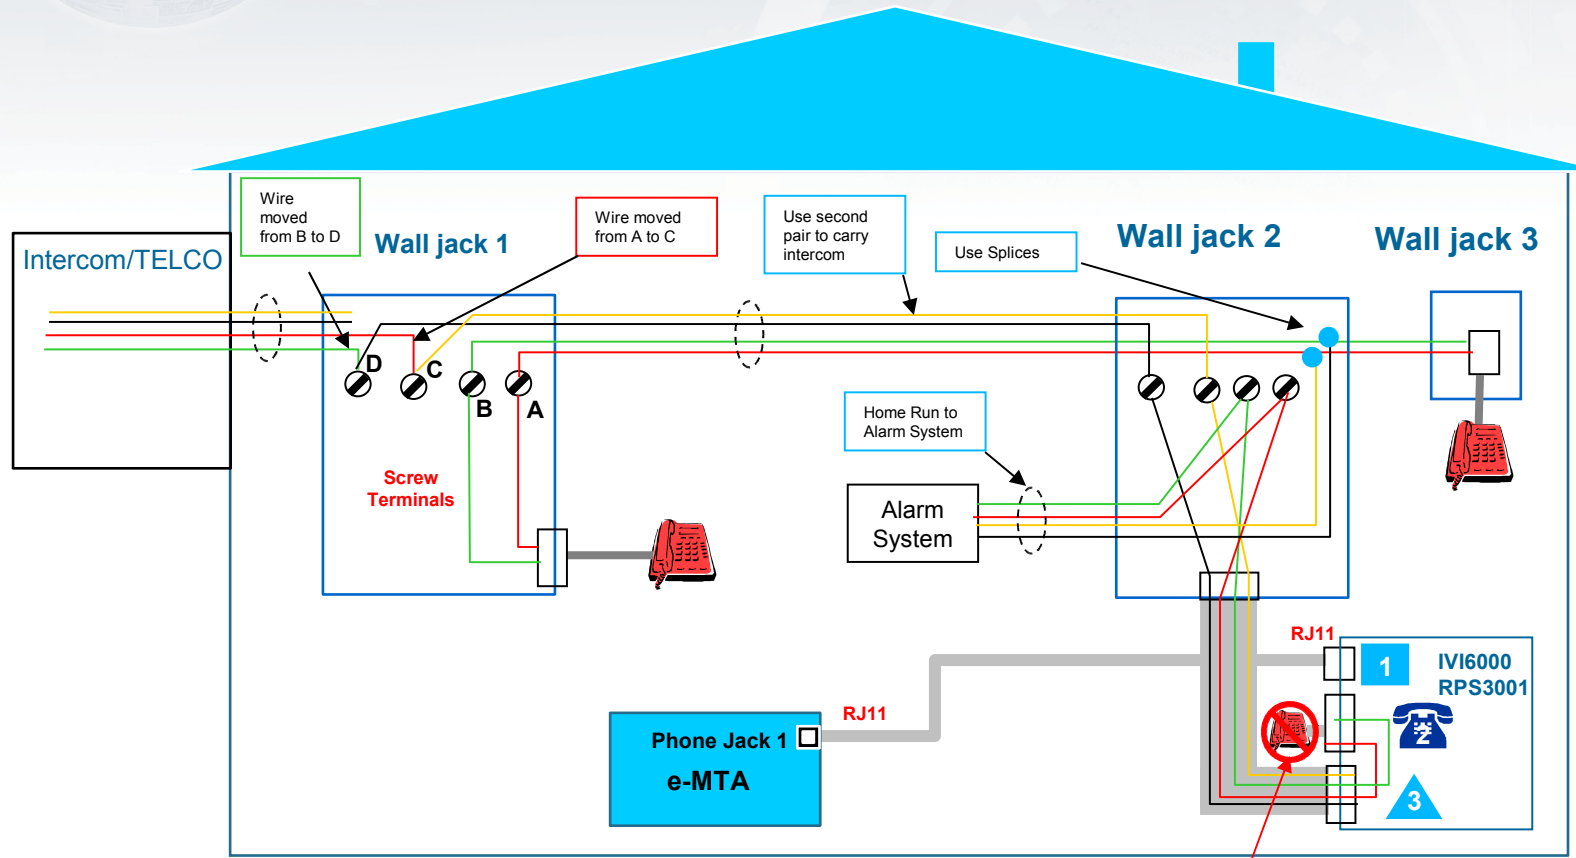 Wire
moved
from B to D
Wire moved
from A to C
Use second
pair to carry
intercom
Use Splices
Intercom/TELCO
Wall jack 1
Wall jack 2
Wall jack 3
D
C
B
A
Screw
Terminals
Home Run to
Alarm System
Alarm
System
RJ11
1
IVI6000
RPS3001
RJ11
Phone Jack 1
e-MTA
2
3